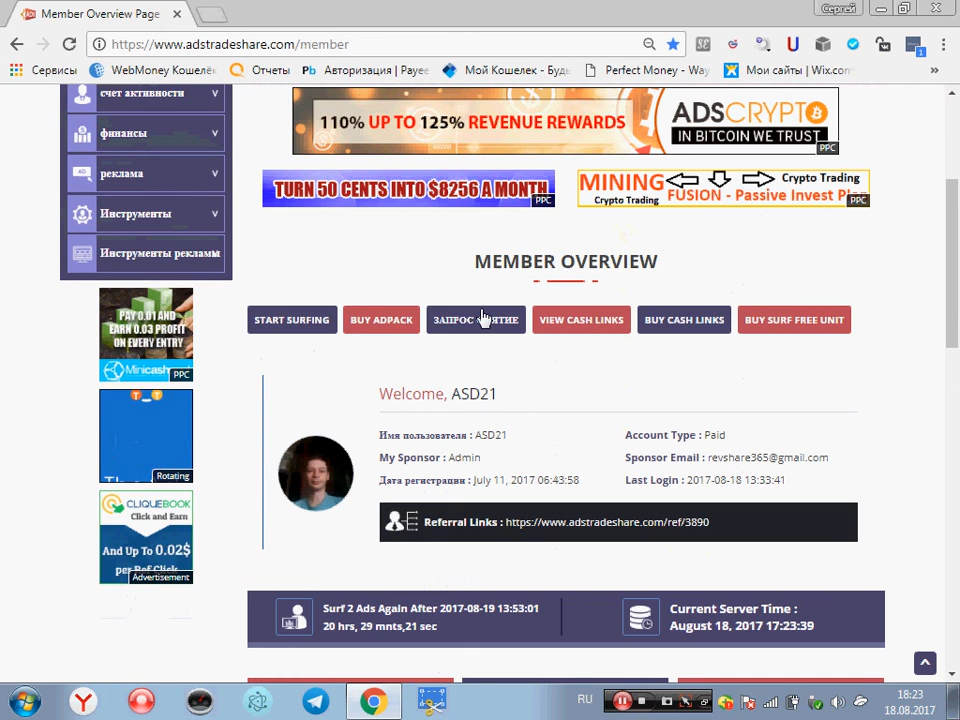 Member Overview Page
Сергей
https://www.adstradeshare.com/member
Сервисы
WebMoney Кошелёк
Отчеты
Pb Авторизация | Payee
Мой Кошелек - Будь
Perfect Money - Wa
Мои сайты | Wix.com
»
счет активности
финансы
реклама
Инструменты
Инструменты рекламы
110% UP TO 125% REVENUE REWARDS
ADSCRYPTO
IN BITCOIN WE TRUST
PPC
TURN 50 CENTS INTO $8256 A MONTH
PPC
MINING
Crypto Trading
Crypto Trading
FUSION - Passive Invest Plan
PPC
MEMBER OVERVIEW
START SURFING
BUY ADPACK
ЗАПРОС
VIEW CASH LINKS
BUY CASH LINKS
BUY SURF FREE UNIT
PAY 0.01 AND
EARN 0.03 PROFIT
ON EVERY ENTRY
Minicash
PPC
Rotating
CLIQUEBOOK
Click and Earn
And Up To 0.02$
per Ref Click
Advertisement
Welcome, ASD21
Имя пользователя : ASD21
Account Type : Paid
My Sponsor : Admin
Sponsor Email : revshare365@gmail.com
Дата регистрации : July 11, 2017 06:43:58
Last Login : 2017-08-18 13:33:41
Referral Links : https://www.adstradeshare.com/ref/3890
Surf 2 Ads Again After 2017-08-19 13:53:01
20 hrs, 29 mnts,21 sec
Current Server Time :
August 18, 2017 17:23:39
RU
18:23
18.08.2017